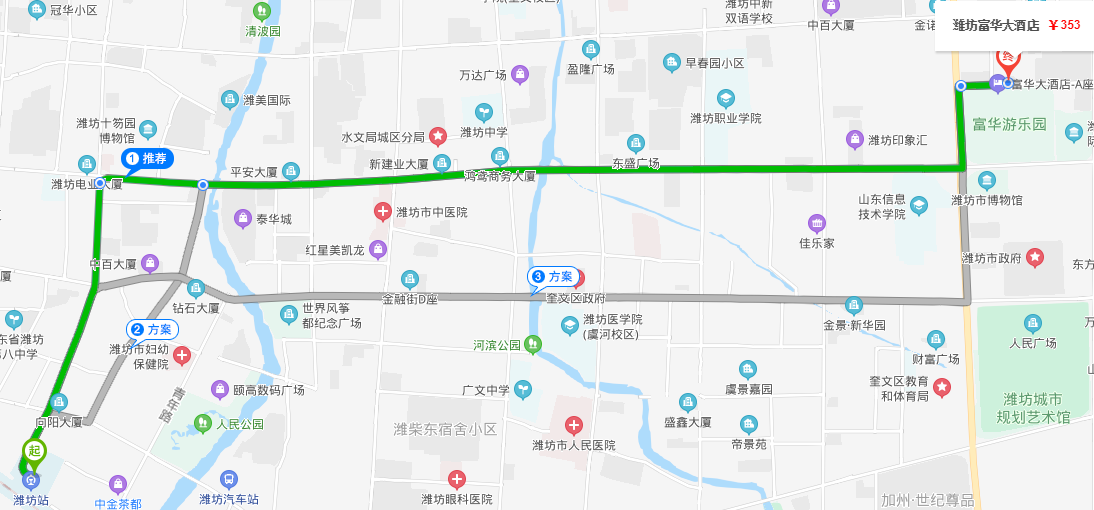 冠华小区
清波园
潍坊中新
双语学校
中百大厦
潍坊富华大酒店 ￥353
终
万达广场
盈隆广场
早春园小区
富华大酒店-A座
潍美国际
潍坊十笏园
博物馆
水文局城区分局
潍坊中学
潍坊职业学院
潍坊印象汇
富华游乐园
1 推荐
潍坊电业大厦
平安大厦
新建业大厦
鸿鸢商务大厦
东盛广场
山东信息
技术学院
潍坊市博物馆
泰华城
潍坊市中医院
佳乐家
红星美凯龙
中百大厦
潍坊市政府
东方
3 方案
钻石大厦
金融街D座
奎文区政府
世界风筝
都纪念广场
潍坊医学院
(虞河校区)
金景·新华园
人民广场
2 方案
东省潍坊
第八中学
潍坊市妇幼
保健院
河滨公园
财富广场
颐高数码广场
广文中学
虞景嘉园
奎文区教育
和体育局
潍坊城市
规划艺术馆
青年路
向阳大厦
人民公园
潍柴东宿舍小区
盛鑫大厦
帝景苑
潍坊市人民医院
起
潍坊站
中金茶都
潍坊汽车站
潍坊眼科医院
加州·世纪尊品